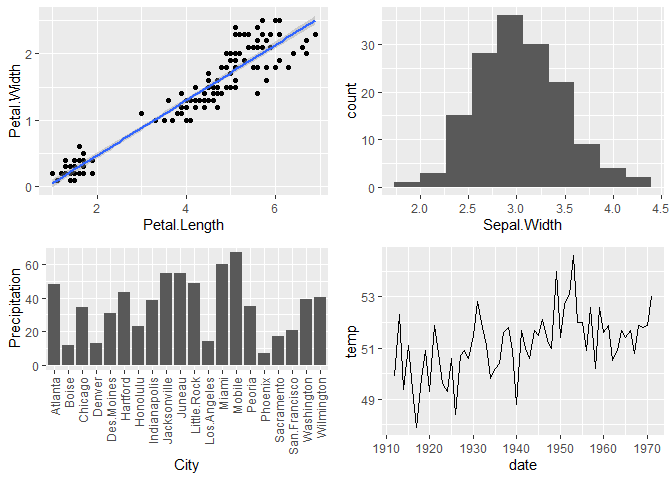 Petal.Width
2
1
0
2 4 6
Petal.Length
count
30
20
10
0
2.0 2.5 3.0 3.5 4.0 4.5
Sepal.Width
Precipitation
60
40
20
0
Atlanta
Boise
Chicago
Denver
Des.Moines
Hartford
Honolulu
Indianapolis
Jacksonville
Juneau
Little.Rock
Los.Angeles
Miami
Mobile
Peoria
Phoenix
Sacramento
San.Francisco
Washington
Wilmington
City
temp
53
51
49
1910 1920 1930 1940 1950 1960 1970
date